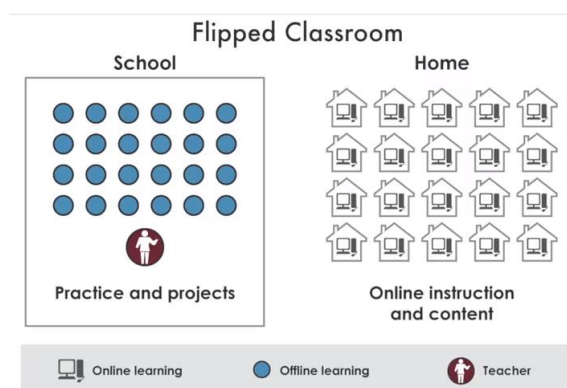 Flipped Classroom
School
Home
Practice and projects
Online instruction
and content
Online learning
Offline learning
Teacher